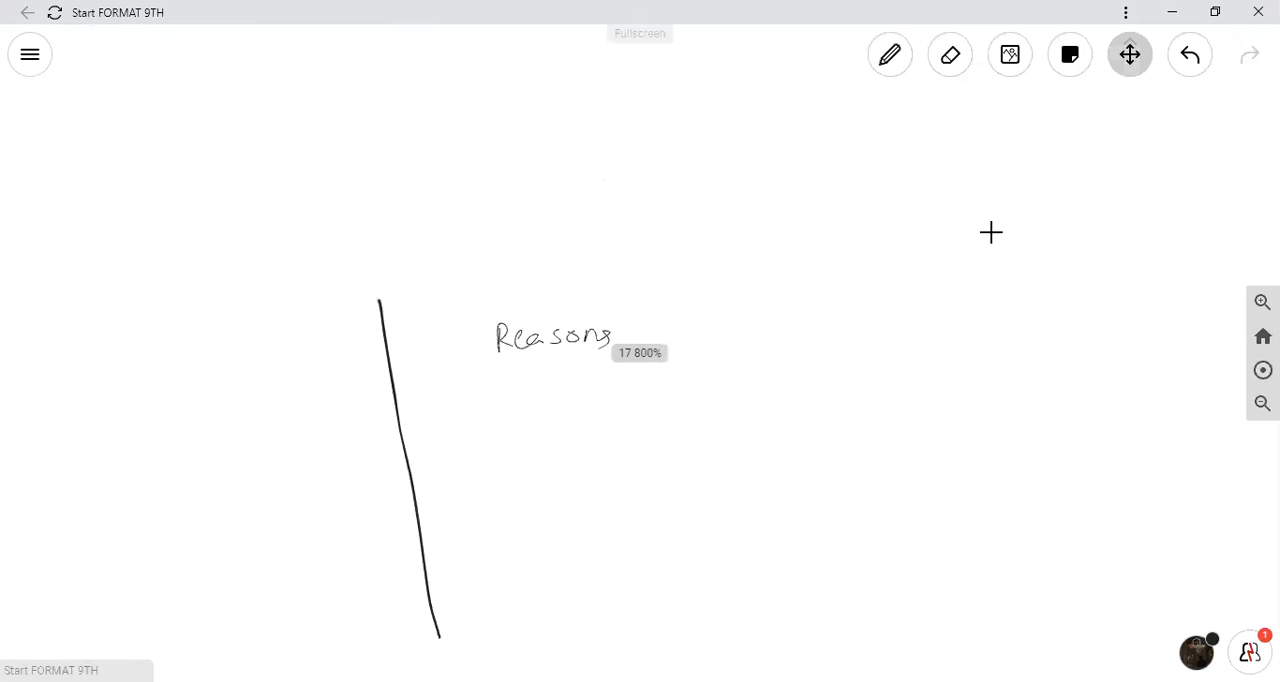 Start FORMAT 9TH
Fullscreen
Reasons
17 800%
1
Start FORMAT 9TH